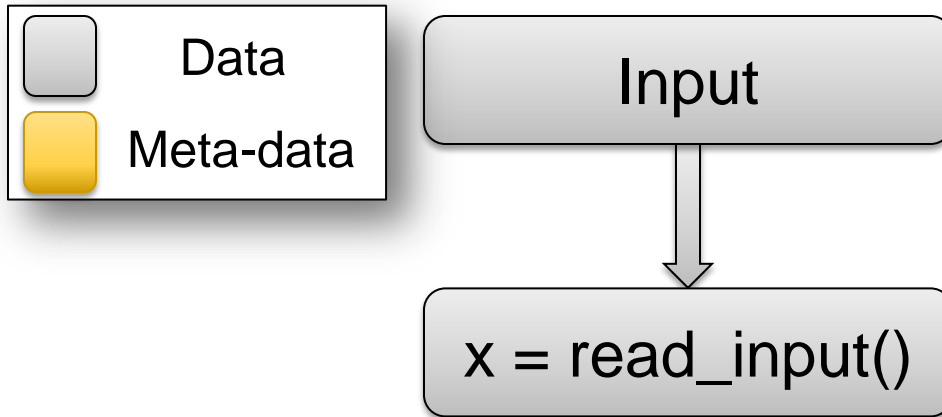 Data
Meta-data
Input
x = read_input()